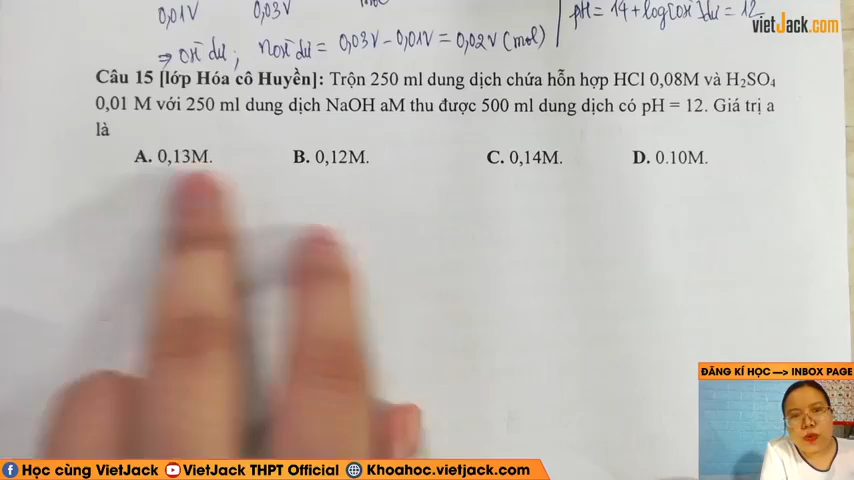 0,01V 0,03V mol
⇒ OH⁻ dư ; nOH⁻ dư = 0,03V - 0,01V = 0,02V (mol)
pH = 14 + log[OH⁻]dư = 12
vietJack.com
Câu 15 [lớp Hóa cô Huyền]: Trộn 250 ml dung dịch chứa hỗn hợp HCl 0,08M và H₂SO₄
0,01 M với 250 ml dung dịch NaOH aM thu được 500 ml dung dịch có pH = 12. Giá trị a
là
A. 0,13M. B. 0,12M. C. 0,14M. D. 0.10M.
ĐĂNG KÍ HỌC —> INBOX PAGE
Học cùng VietJack VietJack THPT Official Khoahoc.vietjack.com